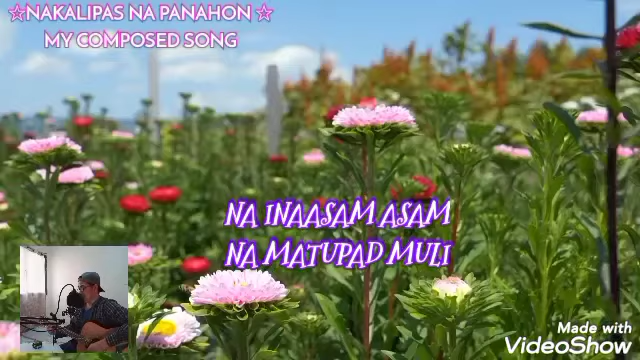 ☆NAKALIPAS NA PANAHON☆
MY COMPOSED SONG
NA INAASAM ASAM
NA MATUPAD MULI
Made with
VideoShow